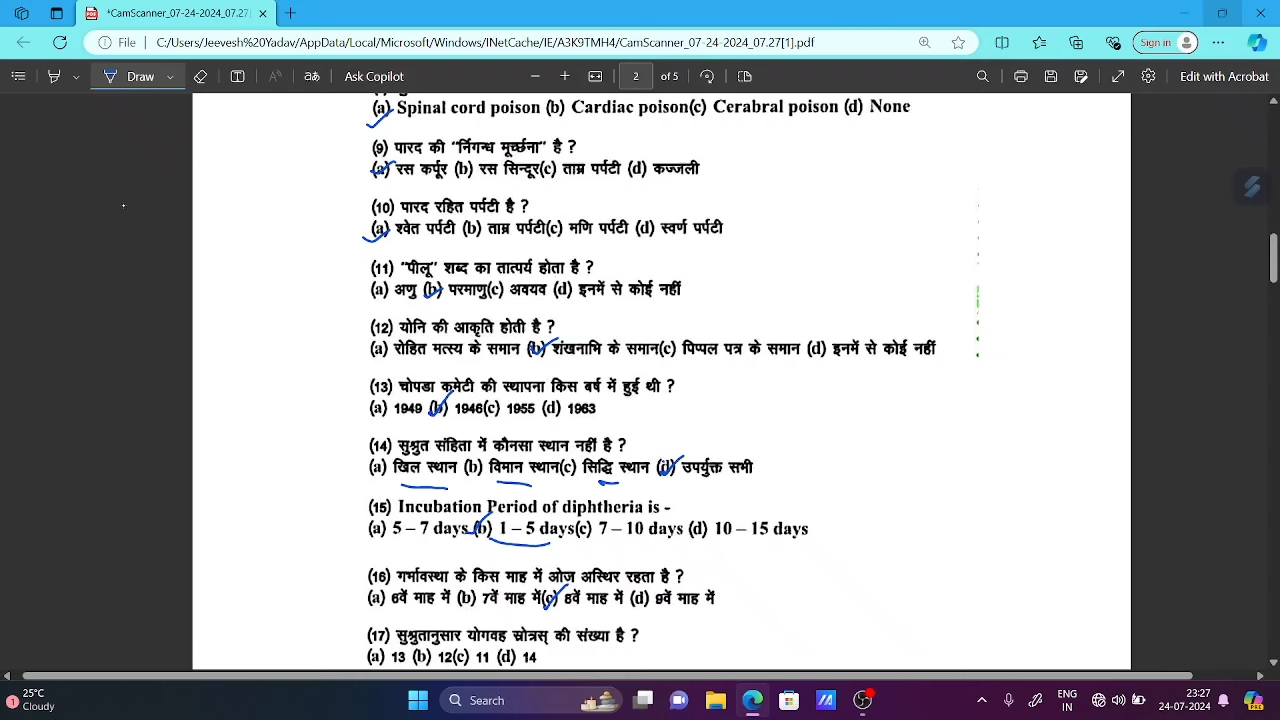 *CamScanner_07-24-2024_07.27[1
File
C:/Users/Jeevesh%20Yadav/AppData/Local/Microsoft/Windows/INetCache/IE/A3K9TMH4/CamScanner_07-24-2024_07.27[1].pdf
Sign in
Draw
Ask Copilot
2
Edit with Acrobat
(a) Spinal cord poison (b) Cardiac poison(c) Cerabral poison (d) None
(9) पारद की "निंगन्ध मूर्च्छना" है ?
(a) रस कर्पूर (b) रस सिन्दूर(c) ताम्र पर्पटी (d) कज्जली
(10) पारद रहित पर्पटी है ?
(a) श्वेत पर्पटी (b) ताम्र पर्पटी(c) मणि पर्पटी (d) स्वर्ण पर्पटी
(11) "पीलू" शब्द का तात्पर्य होता है ?
(a) अणु (b) परमाणु(c) अवयव (d) इनमें से कोई नहीं
(12) योनि की आकृति होती है ?
(a) रोहित मत्स्य के समान (b) शंखनाभि के समान(c) पिप्पल पत्र के समान (d) इनमें से कोई नहीं
(13) चोपडा कमेटी की स्थापना किस बर्ष में हुई थी ?
(a) 1949 (b) 1946(c) 1955 (d) 1963
(14) सुश्रुत संहिता में कौनसा स्थान नहीं है ?
(a) खिल स्थान (b) विमान स्थान(c) सिद्धि स्थान (d) उपर्युक्त सभी
(15) Incubation Period of diphtheria is -
(a) 5 – 7 days (b) 1 – 5 days(c) 7 – 10 days (d) 10 – 15 days
(16) गर्भावस्था के किस माह में ओज अस्थिर रहता है ?
(a) 6वें माह में (b) 7वें माह में(c) 8वें माह में (d) 9वें माह में
(17) सुश्रुतानुसार योगवह स्रोत्रस् की संख्या है ?
(a) 13 (b) 12(c) 11 (d) 14
25°C
Cloudy
Search
ENG
IN
23:27
24-07-2024